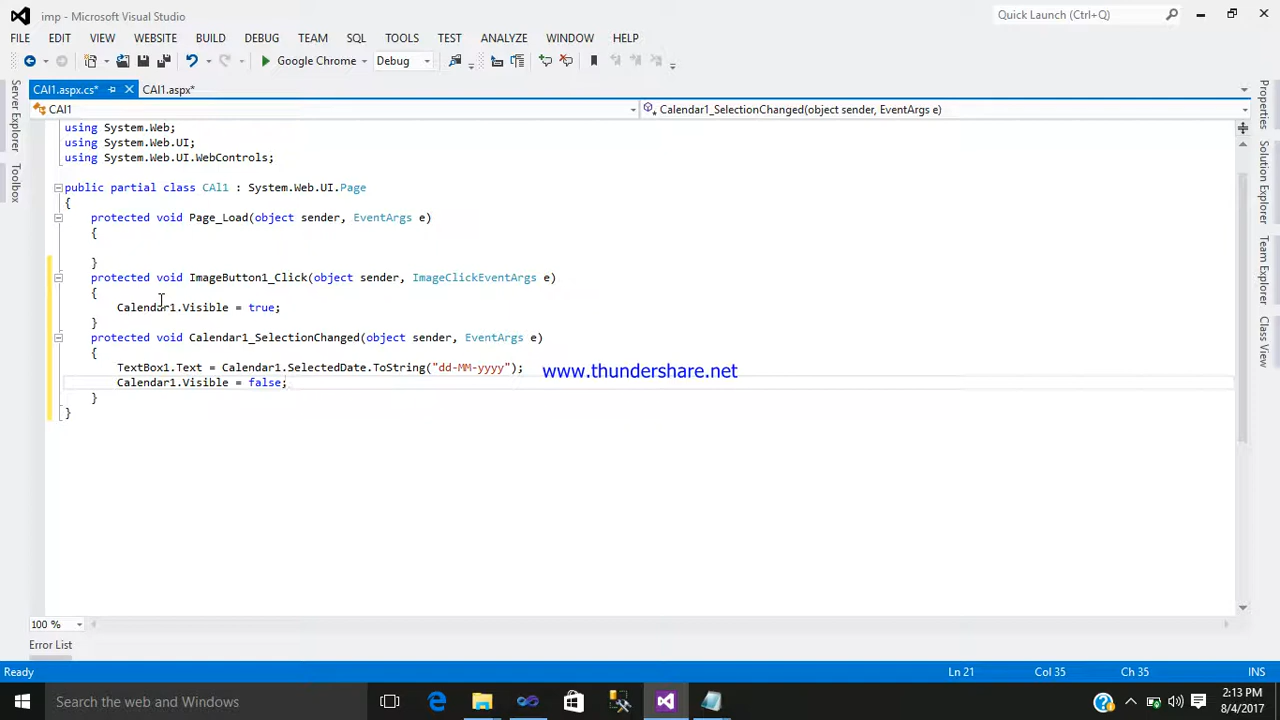 imp - Microsoft Visual Studio
Quick Launch (Ctrl+Q)
FILE EDIT VIEW WEBSITE BUILD DEBUG TEAM SQL TOOLS TEST ANALYZE WINDOW HELP
Google Chrome Debug
CAl1.aspx.cs* CAl1.aspx*
CAl1 Calendar1_SelectionChanged(object sender, EventArgs e)
Server Explorer
Toolbox
Properties
Solution Explorer
Team Explorer
Class View
using System.Web;
using System.Web.UI;
using System.Web.UI.WebControls;
public partial class CAl1 : System.Web.UI.Page
{
protected void Page_Load(object sender, EventArgs e)
{
}
protected void ImageButton1_Click(object sender, ImageClickEventArgs e)
{
Calendar1.Visible = true;
}
protected void Calendar1_SelectionChanged(object sender, EventArgs e)
{
TextBox1.Text = Calendar1.SelectedDate.ToString("dd-MM-yyyy");
www.thundershare.net
Calendar1.Visible = false;
}
}
100 %
Error List
Ready Ln 21 Col 35 Ch 35 INS
Search the web and Windows
2:13 PM
8/4/2017